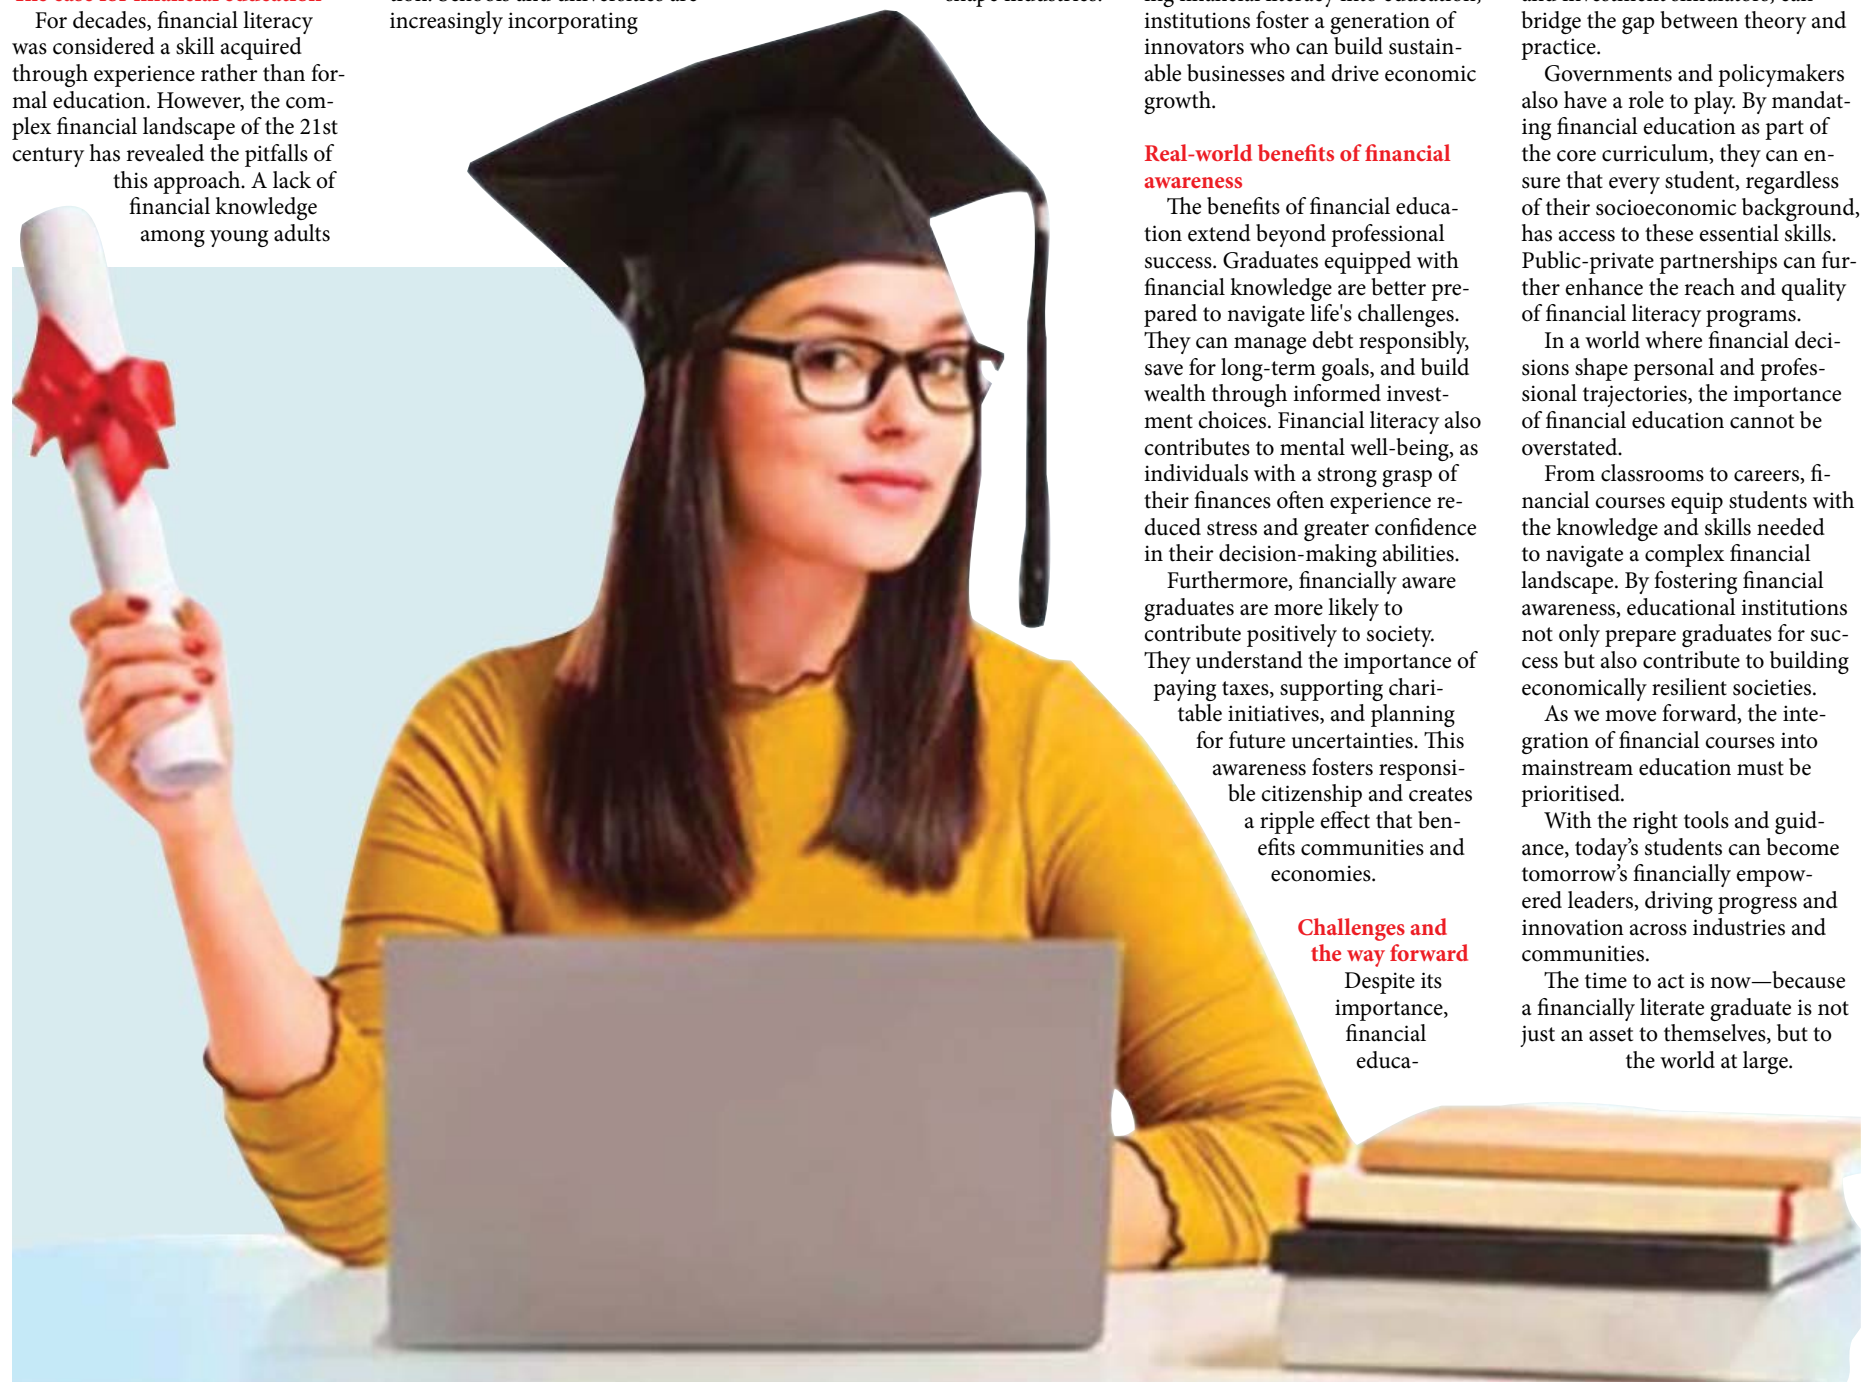 The case for financial education
For decades, financial literacy
was considered a skill acquired
through experience rather than for-
mal education. However, the com-
plex financial landscape of the 21st
century has revealed the pitfalls of
this approach. A lack of
financial knowledge
among young adults
increasingly incorporating
shape industries.
ing financial literacy into education,
institutions foster a generation of
innovators who can build sustain-
able businesses and drive economic
growth.
Real-world benefits of financial
awareness
The benefits of financial educa-
tion extend beyond professional
success. Graduates equipped with
financial knowledge are better pre-
pared to navigate life's challenges.
They can manage debt responsibly,
save for long-term goals, and build
wealth through informed invest-
ment choices. Financial literacy also
contributes to mental well-being, as
individuals with a strong grasp of
their finances often experience re-
duced stress and greater confidence
in their decision-making abilities.
Furthermore, financially aware
graduates are more likely to
contribute positively to society.
They understand the importance of
paying taxes, supporting chari-
table initiatives, and planning
for future uncertainties. This
awareness fosters responsi-
ble citizenship and creates
a ripple effect that ben-
efits communities and
economies.
Challenges and
the way forward
Despite its
importance,
financial
educa-
bridge the gap between theory and
practice.
Governments and policymakers
also have a role to play. By mandat-
ing financial education as part of
the core curriculum, they can en-
sure that every student, regardless
of their socioeconomic background,
has access to these essential skills.
Public-private partnerships can fur-
ther enhance the reach and quality
of financial literacy programs.
In a world where financial deci-
sions shape personal and profes-
sional trajectories, the importance
of financial education cannot be
overstated.
From classrooms to careers, fi-
nancial courses equip students with
the knowledge and skills needed
to navigate a complex financial
landscape. By fostering financial
awareness, educational institutions
not only prepare graduates for suc-
cess but also contribute to building
economically resilient societies.
As we move forward, the inte-
gration of financial courses into
mainstream education must be
prioritised.
With the right tools and guid-
ance, today's students can become
tomorrow's financially empow-
ered leaders, driving progress and
innovation across industries and
communities.
The time to act is now—because
a financially literate graduate is not
just an asset to themselves, but to
the world at large.